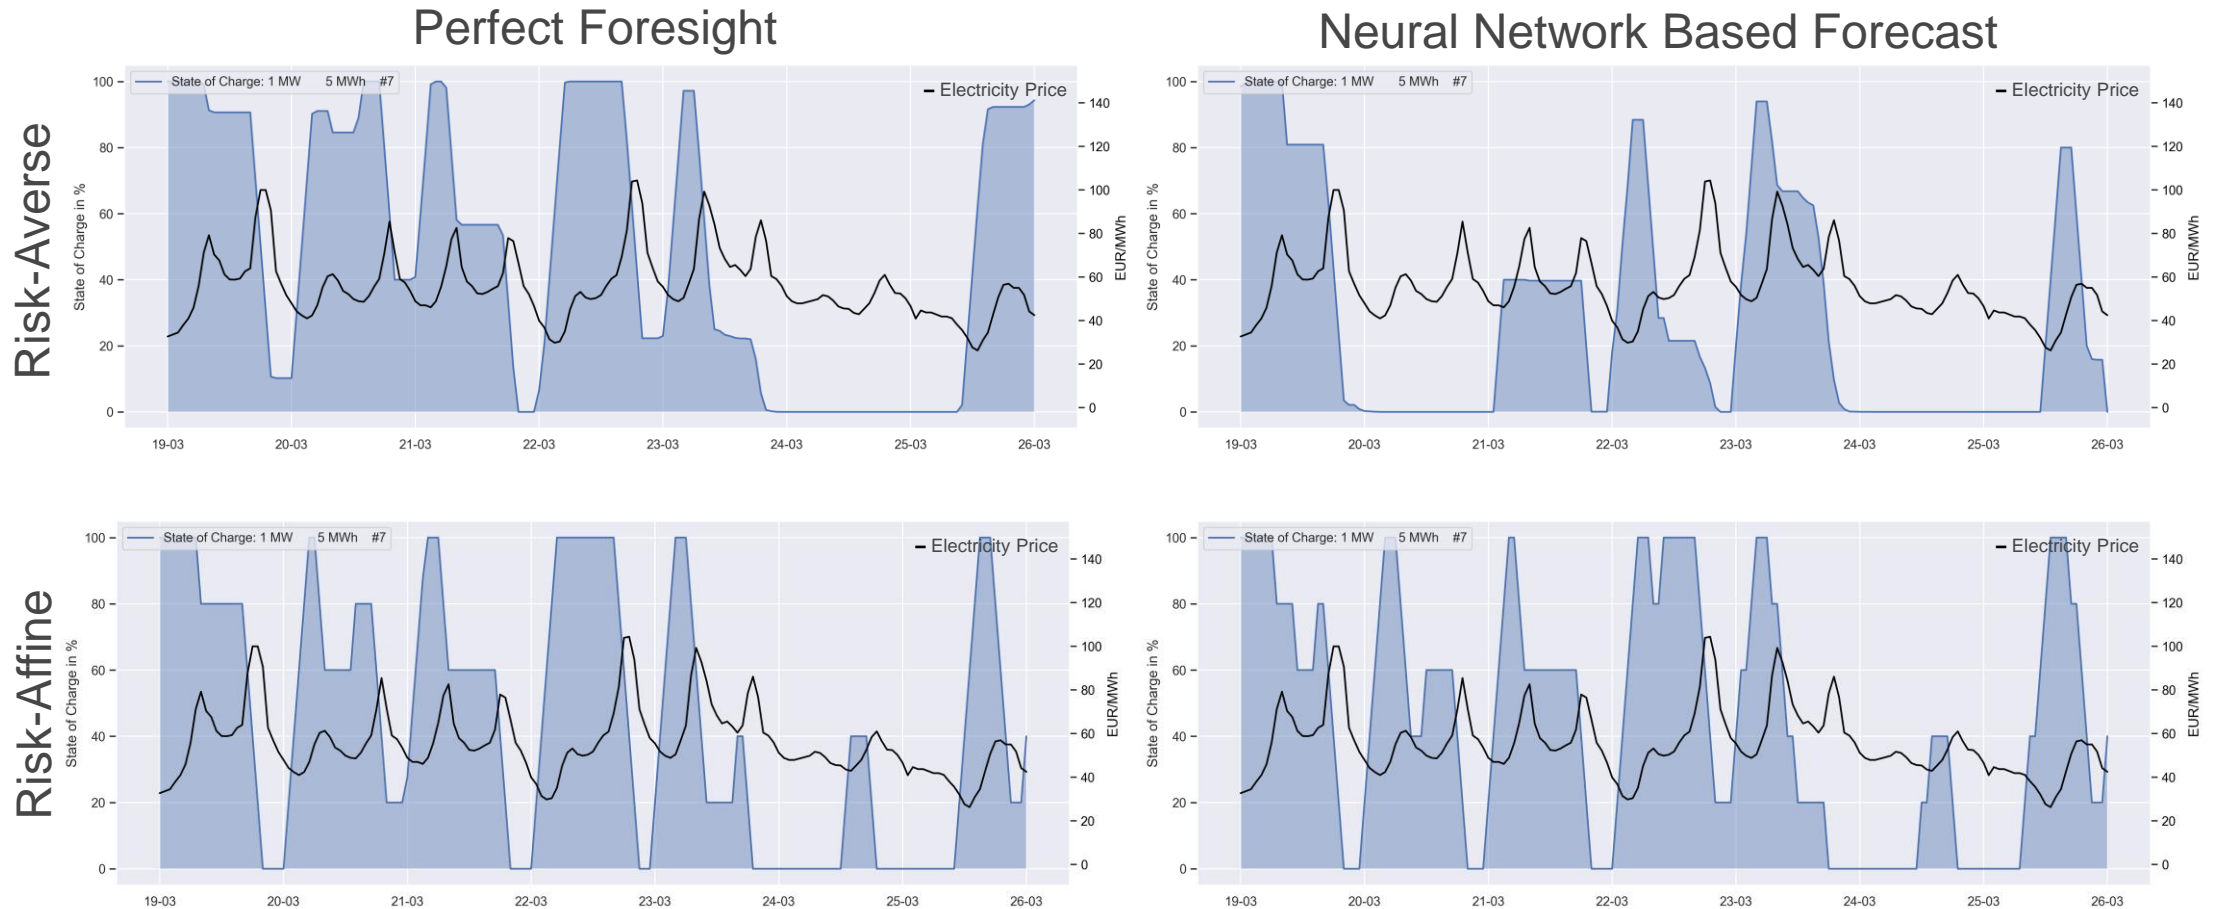 Perfect Foresight
Neural Network Based Forecast
Risk-Averse
State of Charge: 1 MW 5 MWh #7
Electricity Price
State of Charge in %
100
80
60
40
20
0
140
120
100
80
60
40
20
0
EUR/MWh
19-03 20-03 21-03 22-03 23-03 24-03 25-03 26-03
State of Charge: 1 MW 5 MWh #7
Electricity Price
State of Charge in %
100
80
60
40
20
0
140
120
100
80
60
40
20
0
EUR/MWh
19-03 20-03 21-03 22-03 23-03 24-03 25-03 26-03
Risk-Affine
State of Charge: 1 MW 5 MWh #7
Electricity Price
State of Charge in %
100
80
60
40
20
0
140
120
100
80
60
40
20
0
EUR/MWh
19-03 20-03 21-03 22-03 23-03 24-03 25-03 26-03
State of Charge: 1 MW 5 MWh #7
Electricity Price
State of Charge in %
100
80
60
40
20
0
140
120
100
80
60
40
20
0
EUR/MWh
19-03 20-03 21-03 22-03 23-03 24-03 25-03 26-03